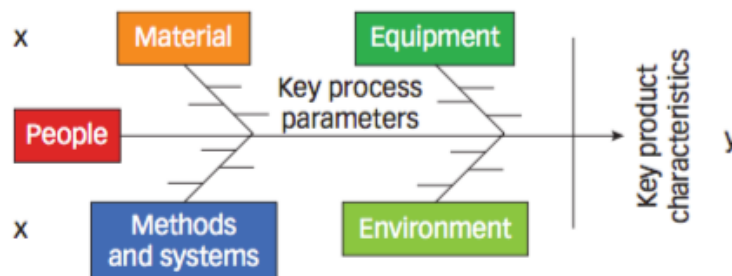 x
Material
Equipment
Key process
parameters
People
Key product
characteristics
y
x
Methods
and systems
Environment